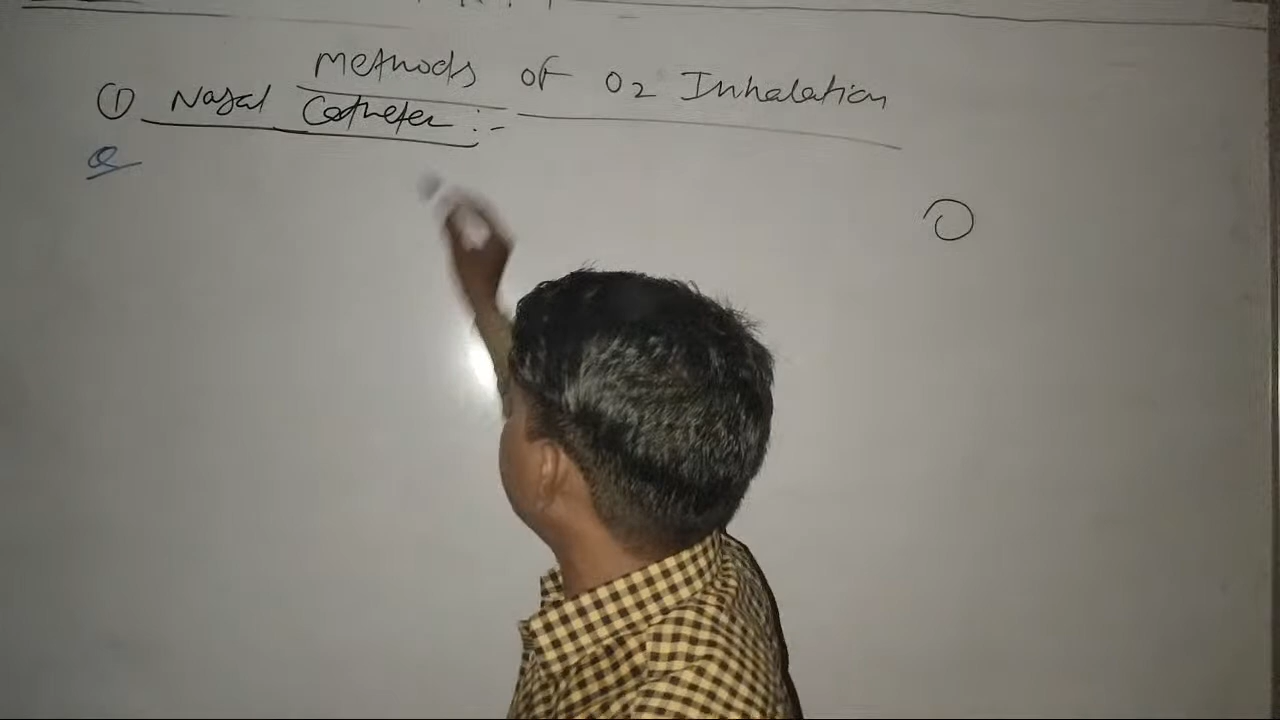 Methods of O2 Inhalation
① Nasal Catheter :-